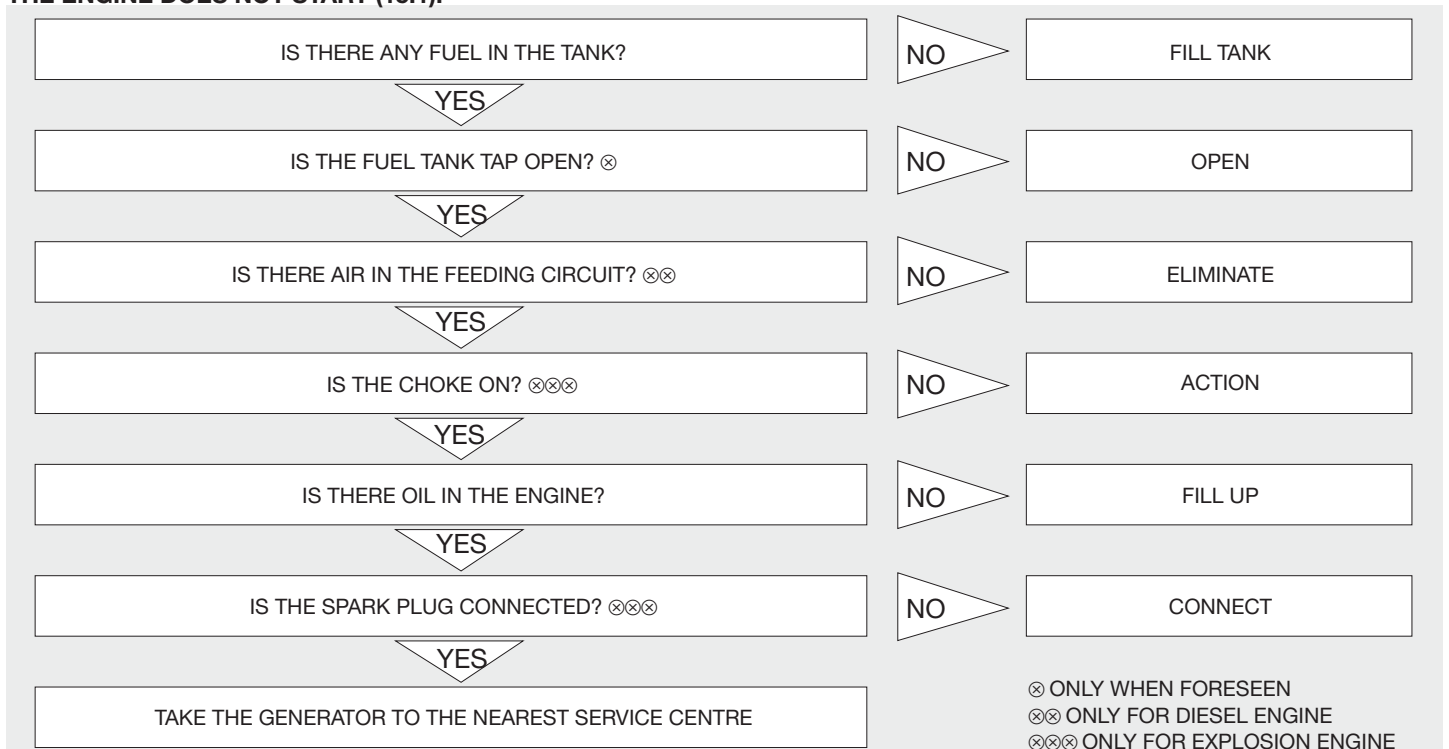 THE ENGINE DOES NOT START (10.1).
IS THERE ANY FUEL IN THE TANK?
NO
FILL TANK
YES
IS THE FUEL TANK TAP OPEN? ⊗
NO
OPEN
YES
IS THERE AIR IN THE FEEDING CIRCUIT? ⊗⊗
NO
ELIMINATE
YES
IS THE CHOKE ON? ⊗⊗⊗
NO
ACTION
YES
IS THERE OIL IN THE ENGINE?
NO
FILL UP
YES
IS THE SPARK PLUG CONNECTED? ⊗⊗⊗
NO
CONNECT
YES
TAKE THE GENERATOR TO THE NEAREST SERVICE CENTRE
⊗ ONLY WHEN FORESEEN
⊗⊗ ONLY FOR DIESEL ENGINE
⊗⊗⊗ ONLY FOR EXPLOSION ENGINE